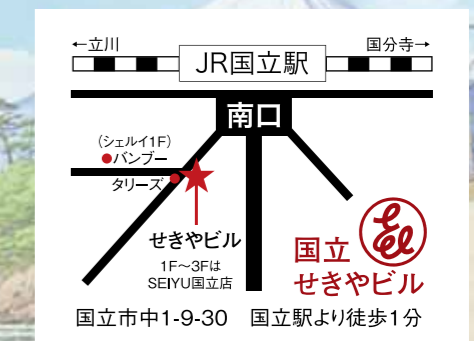 ←立川
国分寺→
JR国立駅
南口
(シェルイ1F)
●バンブー
タリーズ
せきやビル
1F〜3Fは
SEIYU国立店
国立
せきやビル
国立市中1-9-30 国立駅より徒歩1分